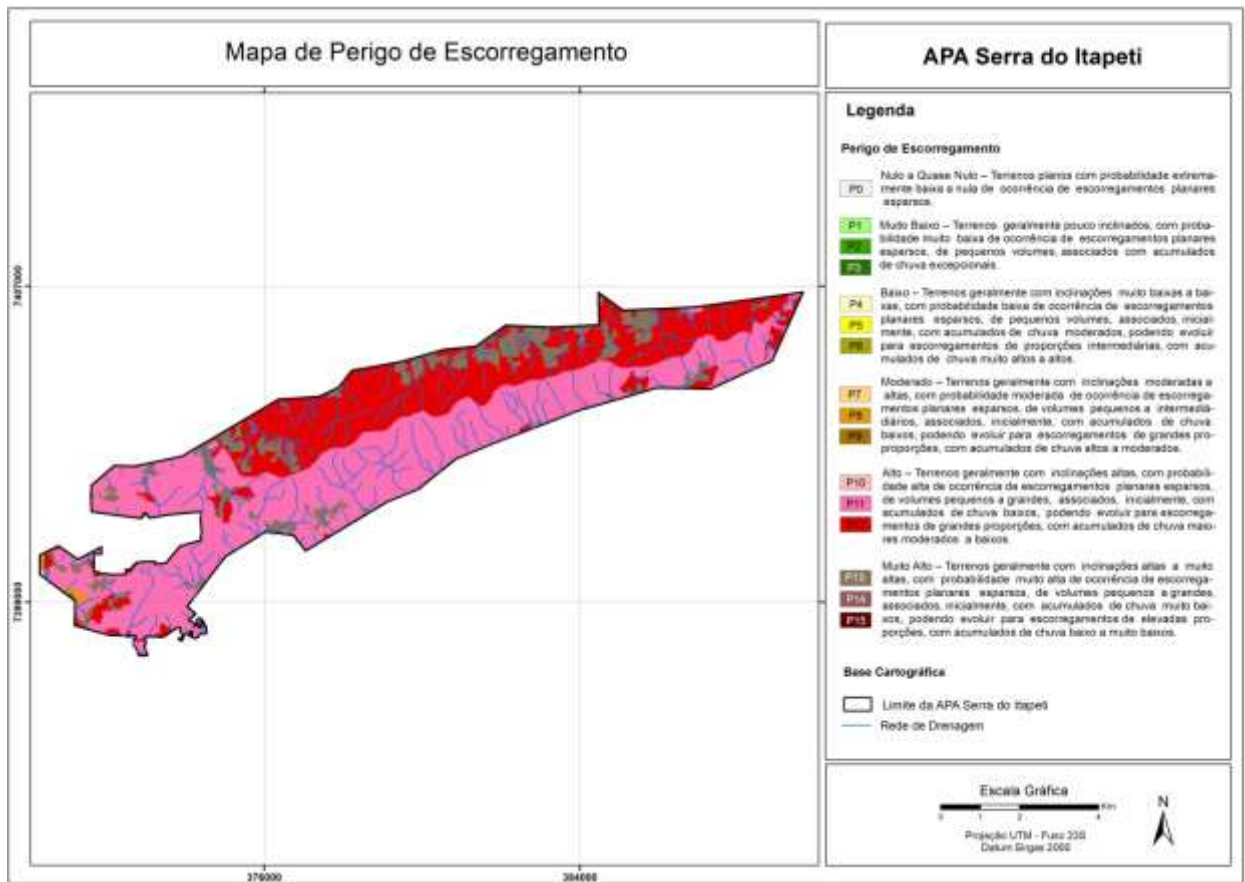 Mapa de Perigo de Escorregamento
APA Serra do Itapeti
Legenda
Perigo de Escorregamento
P0
Nulo a Quase Nulo – Terrenos planos com probabilidade extrema-
mente baixa a nula de ocorrência de escorregamentos planares
esparsos.
P1
P2
P3
Muito Baixo – Terrenos geralmente pouco inclinados, com proba-
bilidade muito baixa de ocorrência de escorregamentos planares
esparsos, de pequenos volumes, associados com acumulados
de chuva excepcionais.
P4
P5
P6
Baixo – Terrenos geralmente com inclinações muito baixas a bai-
xas, com probabilidade baixa de ocorrência de escorregamentos
planares esparsos, de pequenos volumes, associados, inicial-
mente, com acumulados de chuva moderados, podendo evoluir
para escorregamentos de proporções intermediárias, com acu-
mulados de chuva muito altos a altos.
P7
P8
P9
Moderado – Terrenos geralmente com inclinações moderadas a
altas, com probabilidade moderada de ocorrência de escorrega-
mentos planares esparsos, de volumes pequenos a intermediá-
diários, associados, inicialmente, com acumulados de chuva
baixos, podendo evoluir para escorregamentos de grandes pro-
proporções, com acumulados de chuva altos a moderados.
P10
P11
P12
Alto – Terrenos geralmente com inclinações altas, com probabili-
dade alta de ocorrência de escorregamentos planares esparsos,
de volumes pequenos a grandes, associados, inicialmente, com
acumulados de chuva baixos, podendo evoluir para escorrega-
mentos de grandes proporções, com acumulados de chuva maio-
res moderados a baixos.
P13
P14
P15
Muito Alto – Terrenos geralmente com inclinações altas a muito
altas, com probabilidade muito alta de ocorrência de escorrega-
mentos planares esparsos, de volumes pequenos a grandes,
associados, inicialmente, com acumulados de chuva muito bai-
xos, podendo evoluir para escorregamentos de elevadas pro-
porções, com acumulados de chuva baixo a muito baixos.
Base Cartográfica
Limite da APA Serra do Itapeti
Rede de Drenagem
Escala Gráfica
0 1 2 4 Km
N
Projeção UTM - Fuso 23S
Datum Sirgas 2000
7407000
376000
384000